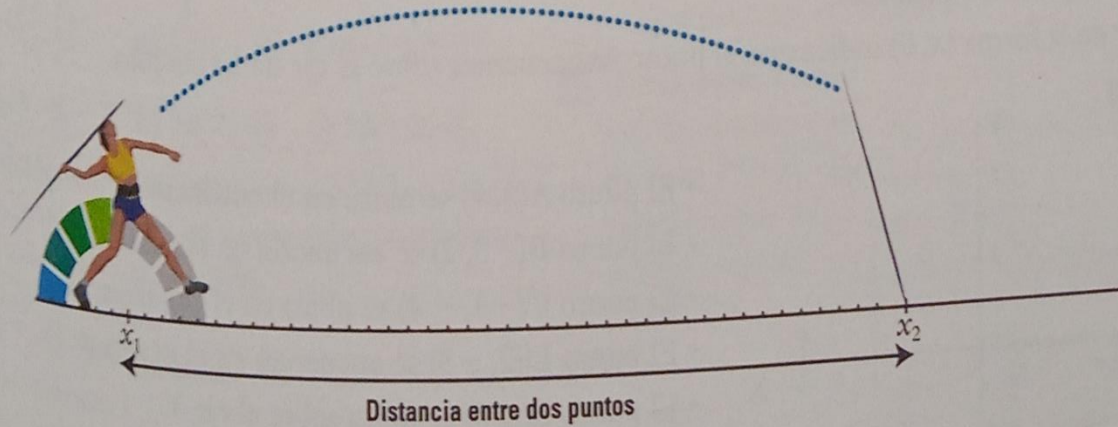 x₁
x₂
Distancia entre dos puntos